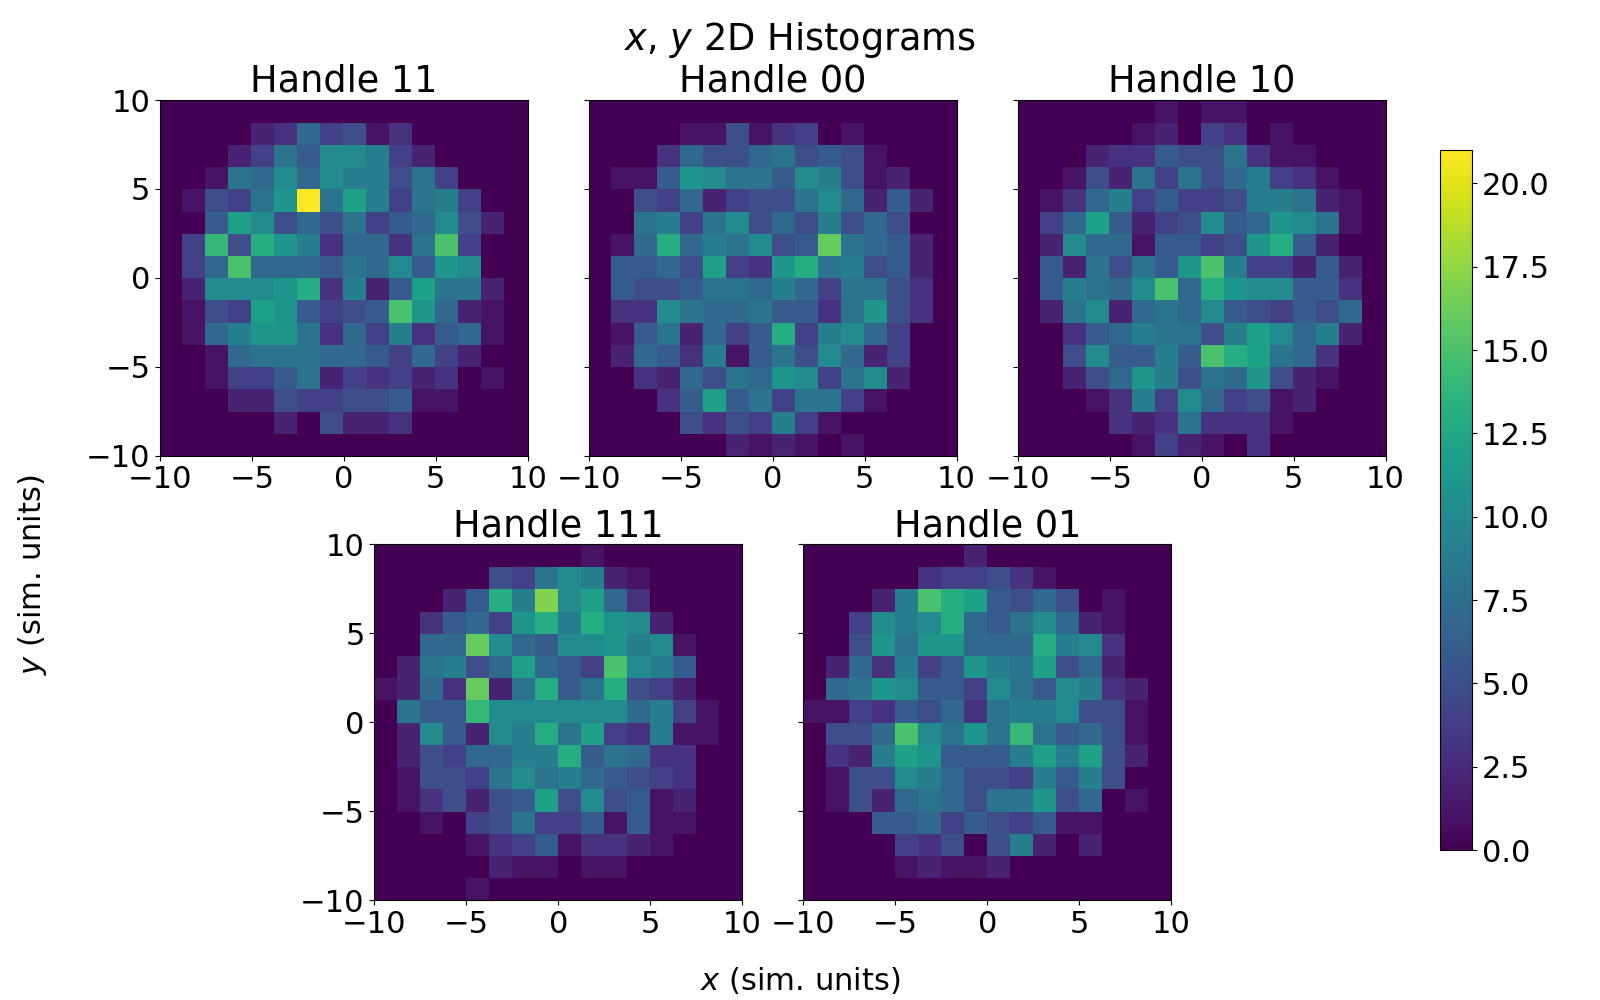 x, y 2D Histograms
Handle 11 Handle 00 Handle 10
10
5
0
−5
−10
−10 −5 0 5 10 −10 −5 0 5 10 −10 −5 0 5 10
20.0
17.5
15.0
12.5
10.0
7.5
5.0
2.5
0.0
y (sim. units)
Handle 111 Handle 01
10
5
0
−5
−10
−10 −5 0 5 10 −10 −5 0 5 10
x (sim. units)